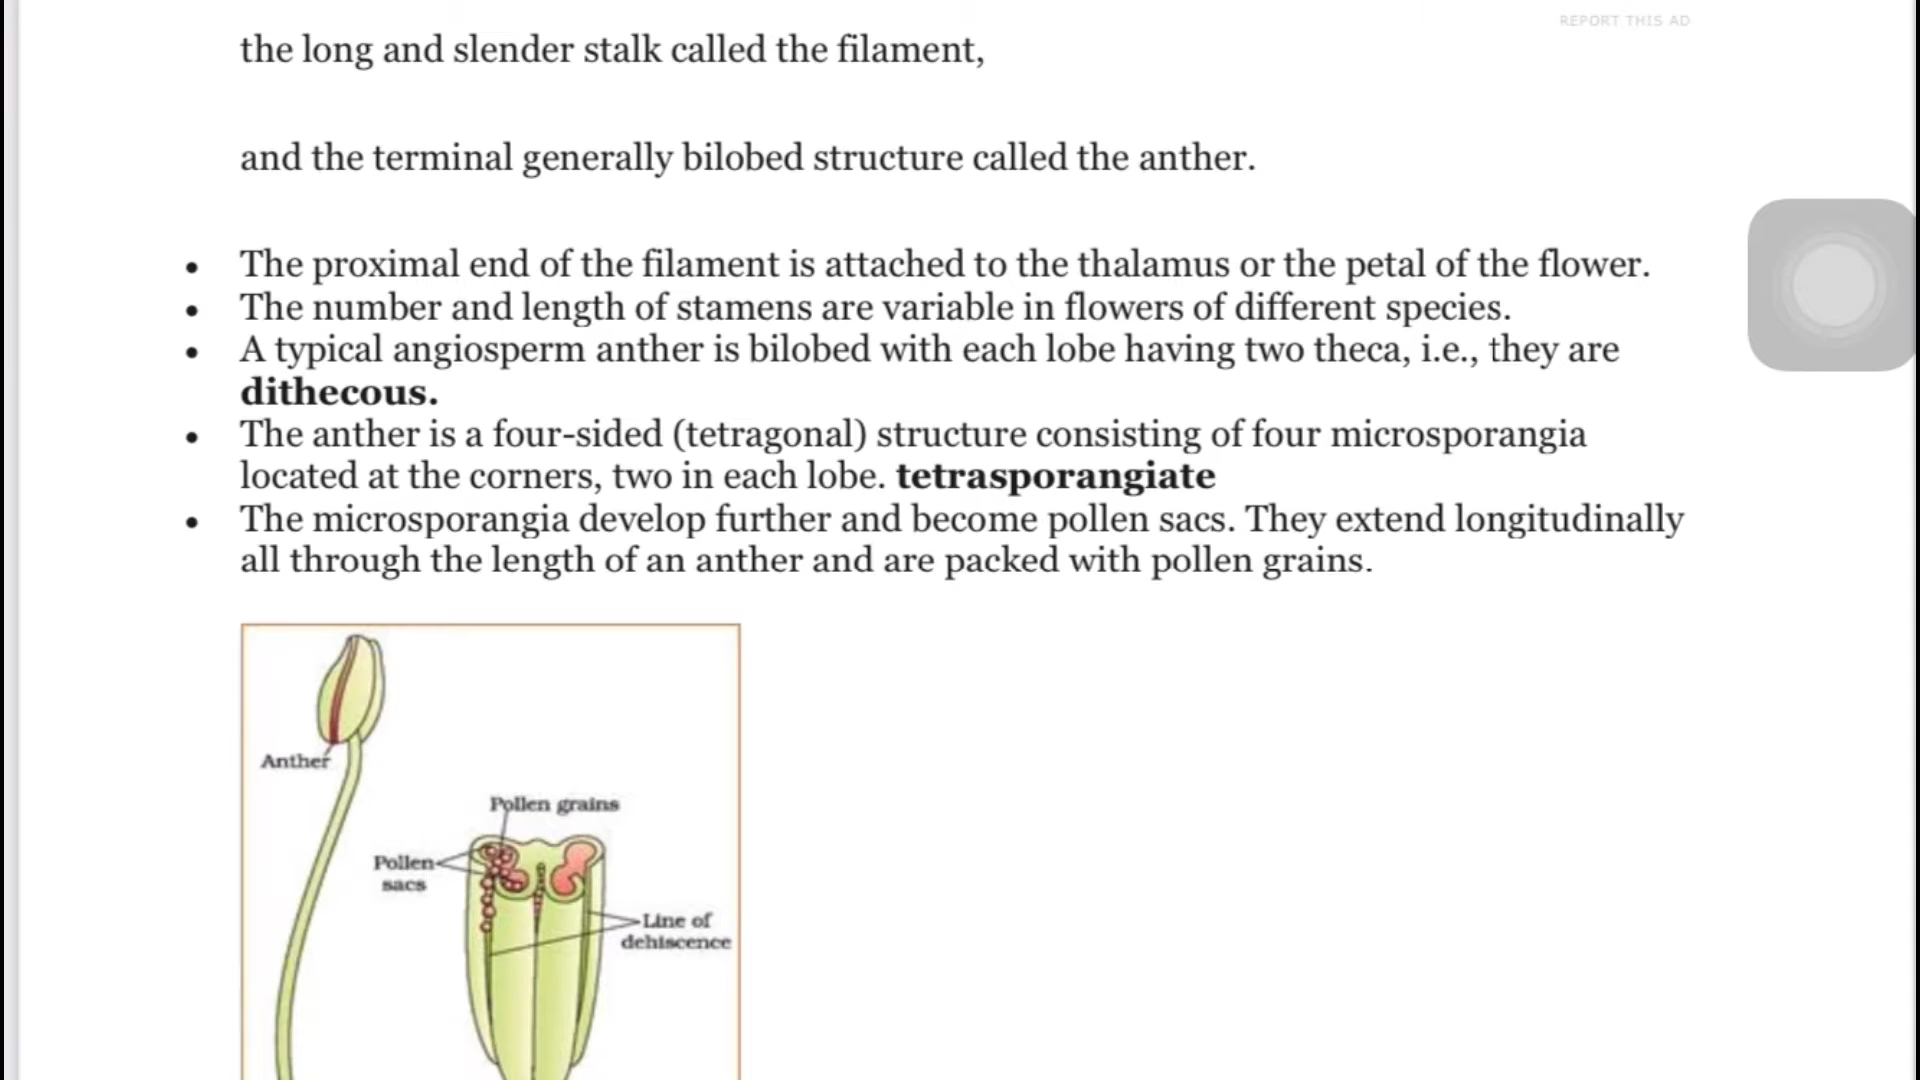 REPORT THIS AD
the long and slender stalk called the filament,
and the terminal generally bilobed structure called the anther.
• The proximal end of the filament is attached to the thalamus or the petal of the flower.
• The number and length of stamens are variable in flowers of different species.
• A typical angiosperm anther is bilobed with each lobe having two theca, i.e., they are
dithecous.
• The anther is a four-sided (tetragonal) structure consisting of four microsporangia
located at the corners, two in each lobe. tetrasporangiate
• The microsporangia develop further and become pollen sacs. They extend longitudinally
all through the length of an anther and are packed with pollen grains.
Anther
Pollen grains
Pollen
sacs
Line of
dehiscence